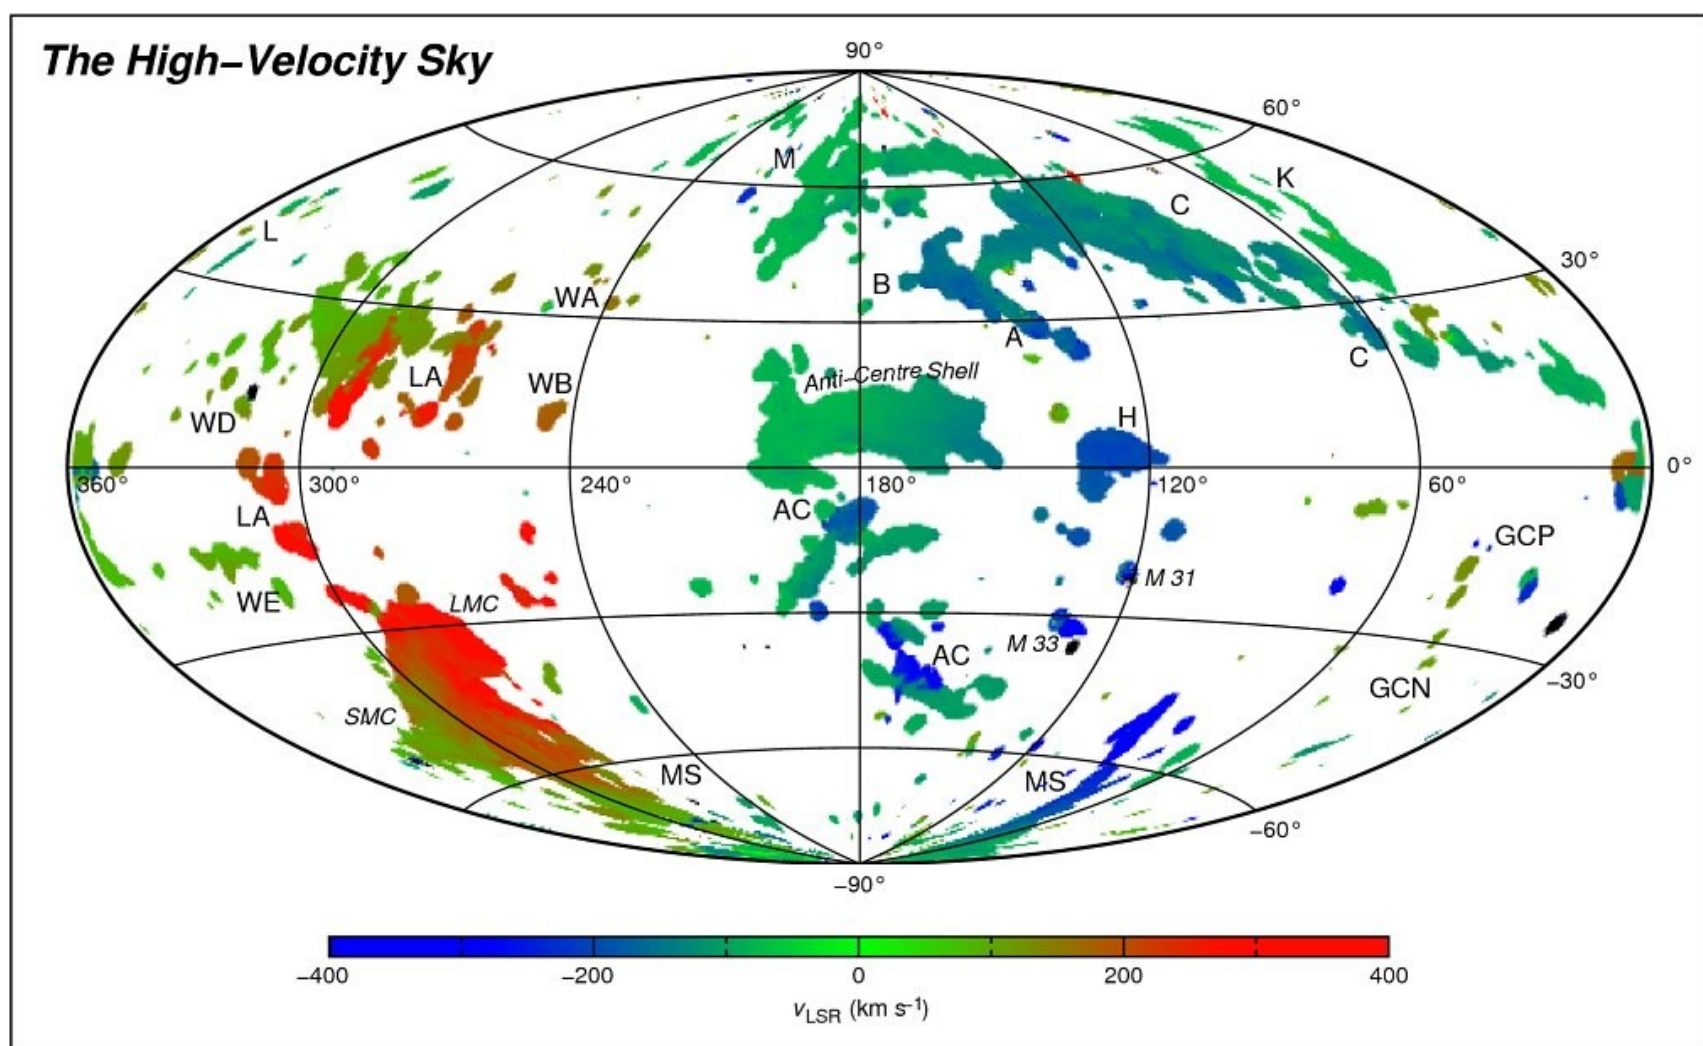 The High–Velocity Sky
90°
60°
M
K
C
L
30°
B
WA
A
C
Anti–Centre Shell
LA
WB
WD
H
0°
360°
300°
240°
180°
120°
60°
AC
LA
GCP
M 31
WE
LMC
M 33
AC
GCN
−30°
SMC
MS
MS
−60°
−90°
−400
−200
0
200
400
vLSR (km s⁻¹)